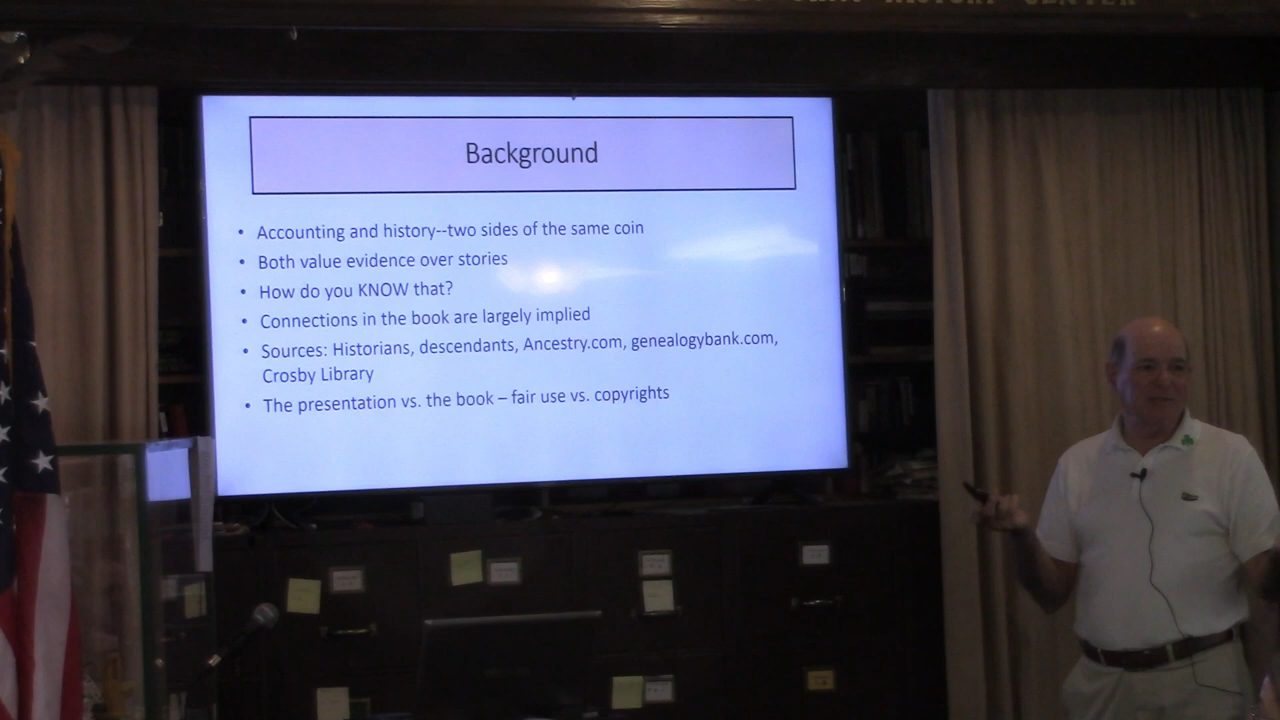 HISTORY CENTER
Background
• Accounting and history--two sides of the same coin
• Both value evidence over stories
• How do you KNOW that?
• Connections in the book are largely implied
• Sources: Historians, descendants, Ancestry.com, genealogybank.com,
Crosby Library
• The presentation vs. the book – fair use vs. copyrights